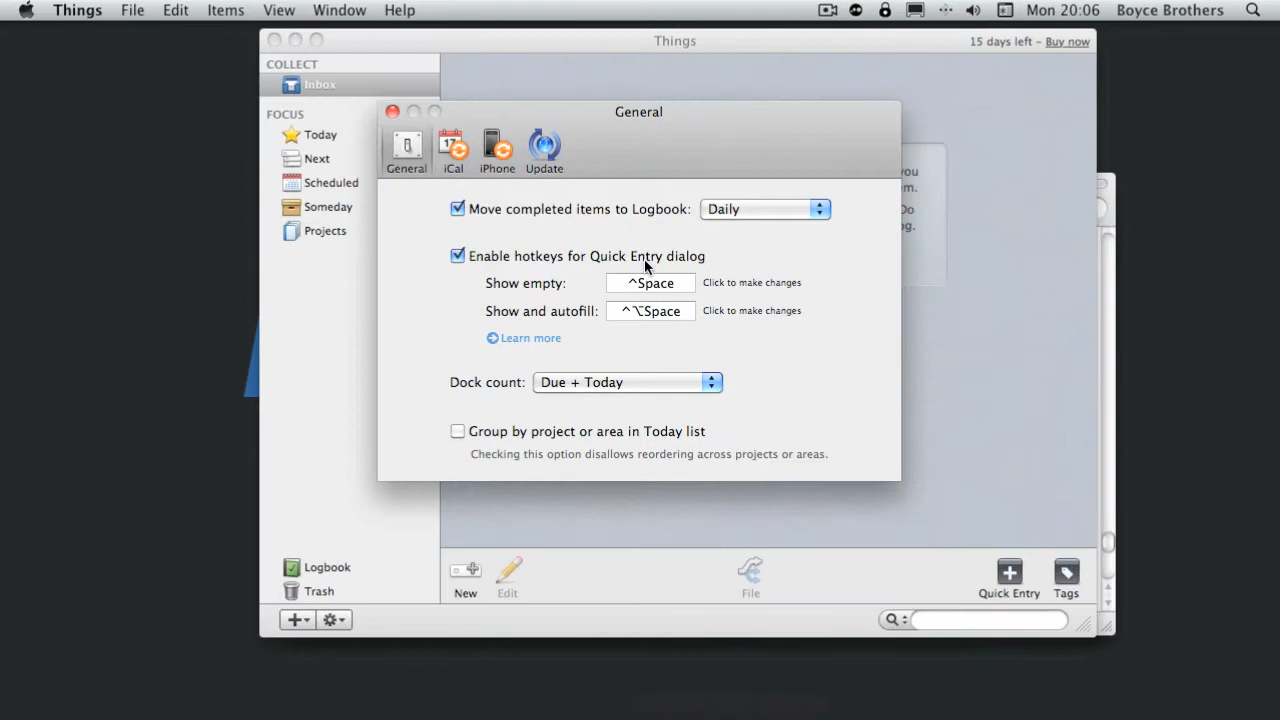 Things File Edit Items View Window Help Mon 20:06 Boyce Brothers
Things 15 days left – Buy now
COLLECT
Inbox
FOCUS
Today
Next
Scheduled
Someday
Projects
Logbook
Trash
General
General iCal iPhone Update
17
Move completed items to Logbook: Daily
Enable hotkeys for Quick Entry dialog
Show empty: ^Space Click to make changes
Show and autofill: ^⌥Space Click to make changes
Learn more
Dock count: Due + Today
Group by project or area in Today list
Checking this option disallows reordering across projects or areas.
you
m.
Do
og.
New Edit File Quick Entry Tags